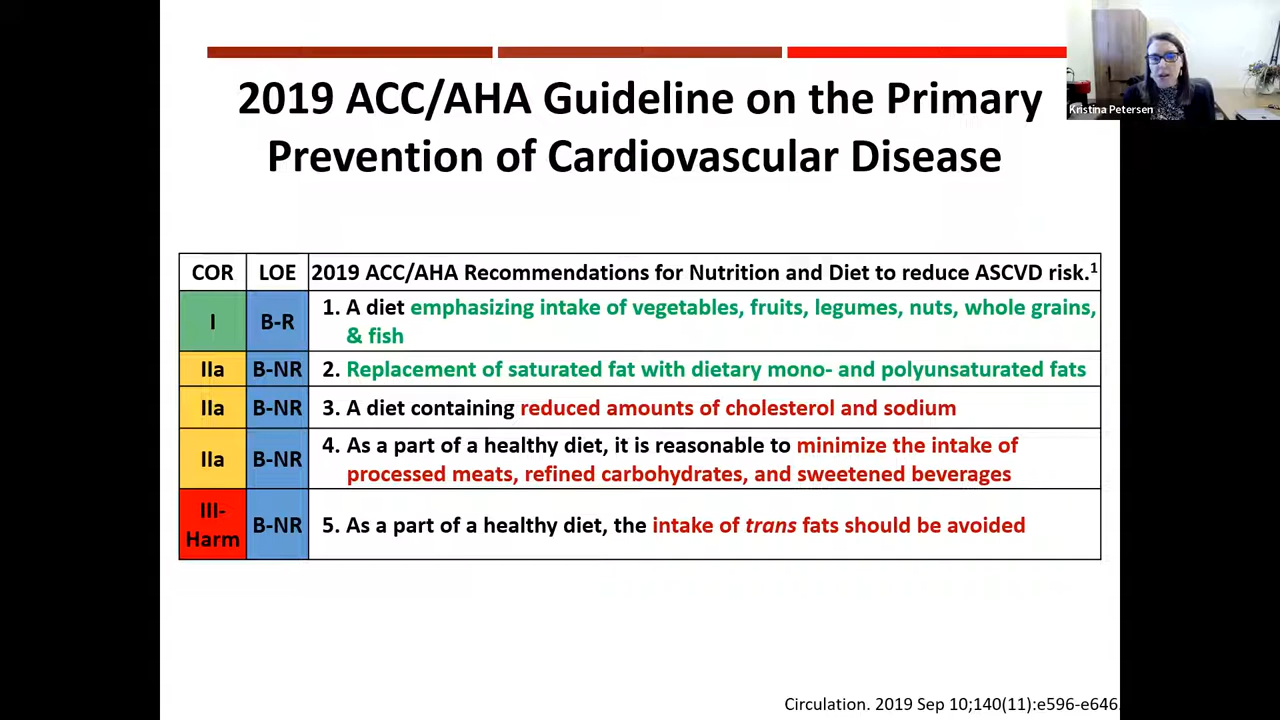 2019 ACC/AHA Guideline on the Primary
Prevention of Cardiovascular Disease
Kristina Petersen
COR LOE 2019 ACC/AHA Recommendations for Nutrition and Diet to reduce ASCVD risk.1
I B-R 1. A diet emphasizing intake of vegetables, fruits, legumes, nuts, whole grains,
& fish
IIa B-NR 2. Replacement of saturated fat with dietary mono- and polyunsaturated fats
IIa B-NR 3. A diet containing reduced amounts of cholesterol and sodium
IIa B-NR 4. As a part of a healthy diet, it is reasonable to minimize the intake of
processed meats, refined carbohydrates, and sweetened beverages
III-
Harm B-NR 5. As a part of a healthy diet, the intake of trans fats should be avoided
Circulation. 2019 Sep 10;140(11):e596-e646.